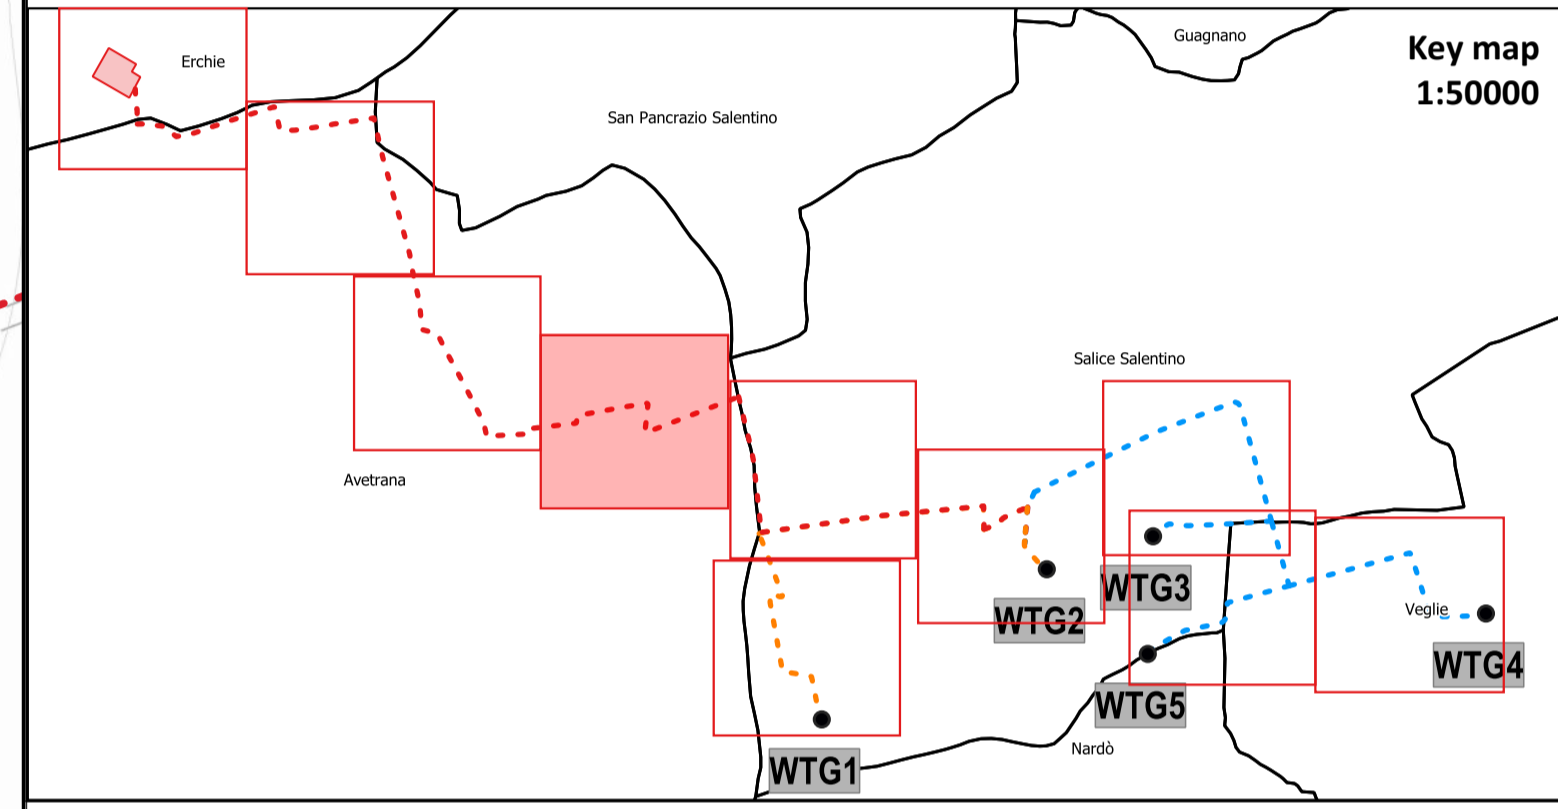 Guagnano
Key map
1:50000
Erchie
San Pancrazio Salentino
Salice Salentino
Avetrana
WTG3
Veglie
WTG2
WTG4
WTG5
Nardò
WTG1